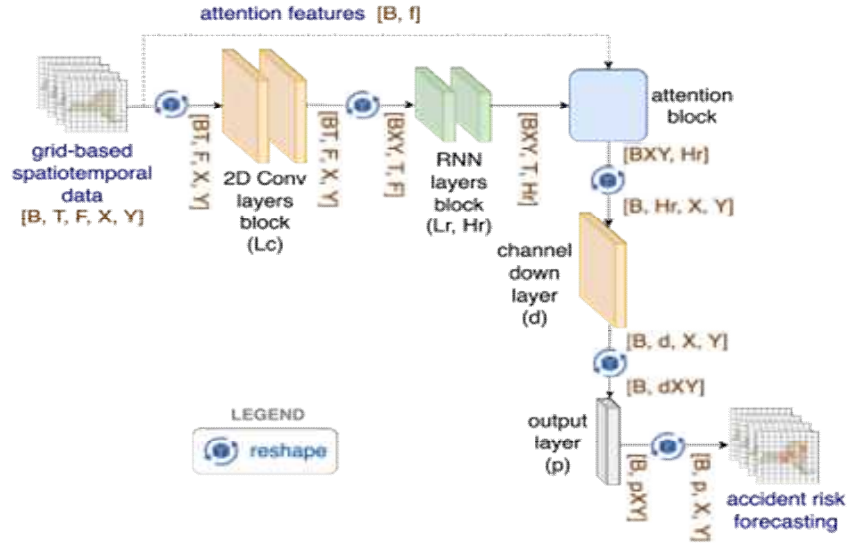 attention features [B, f]
grid-based
spatiotemporal
data
[B, T, F, X, Y]
[BT, F, X, Y]
2D Conv
layers
block
(Lc)
[BT, F, X, Y]
[BXY, T, F]
RNN
layers
block
(Lr, Hr)
[BXY, T, Hr]
attention
block
[BXY, Hr]
[B, Hr, X, Y]
channel
down
layer
(d)
[B, d, X, Y]
[B, dXY]
output
layer
(p)
[B, pXY]
[B, p, X, Y]
accident risk
forecasting
LEGEND
reshape